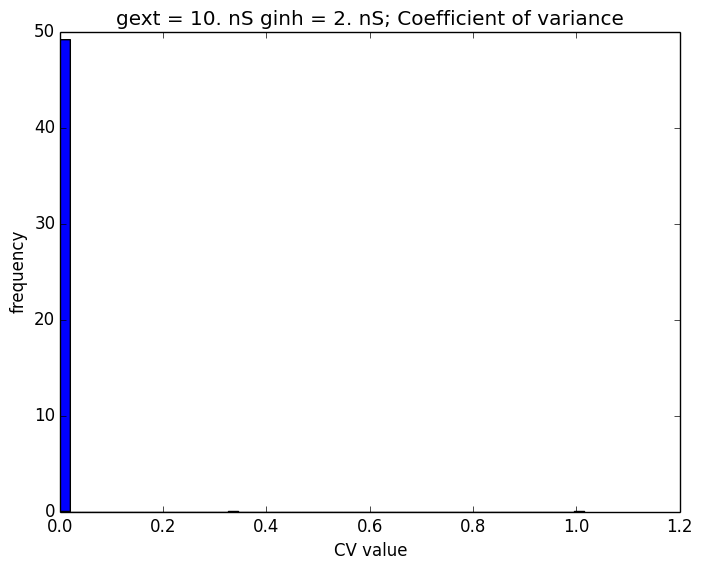 gext = 10. nS ginh = 2. nS; Coefficient of variance
50
40
30
20
10
0
frequency
0.0 0.2 0.4 0.6 0.8 1.0 1.2
CV value